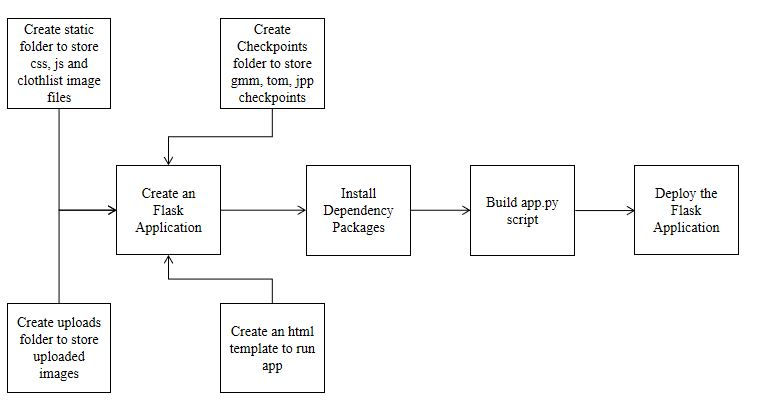 Create static
folder to store
css, js and
clothlist image
files
Create
Checkpoints
folder to store
gmm, tom, jpp
checkpoints
Create an
Flask
Application
Install
Dependency
Packages
Build app.py
script
Deploy the
Flask
Application
Create uploads
folder to store
uploaded
images
Create an html
template to run
app